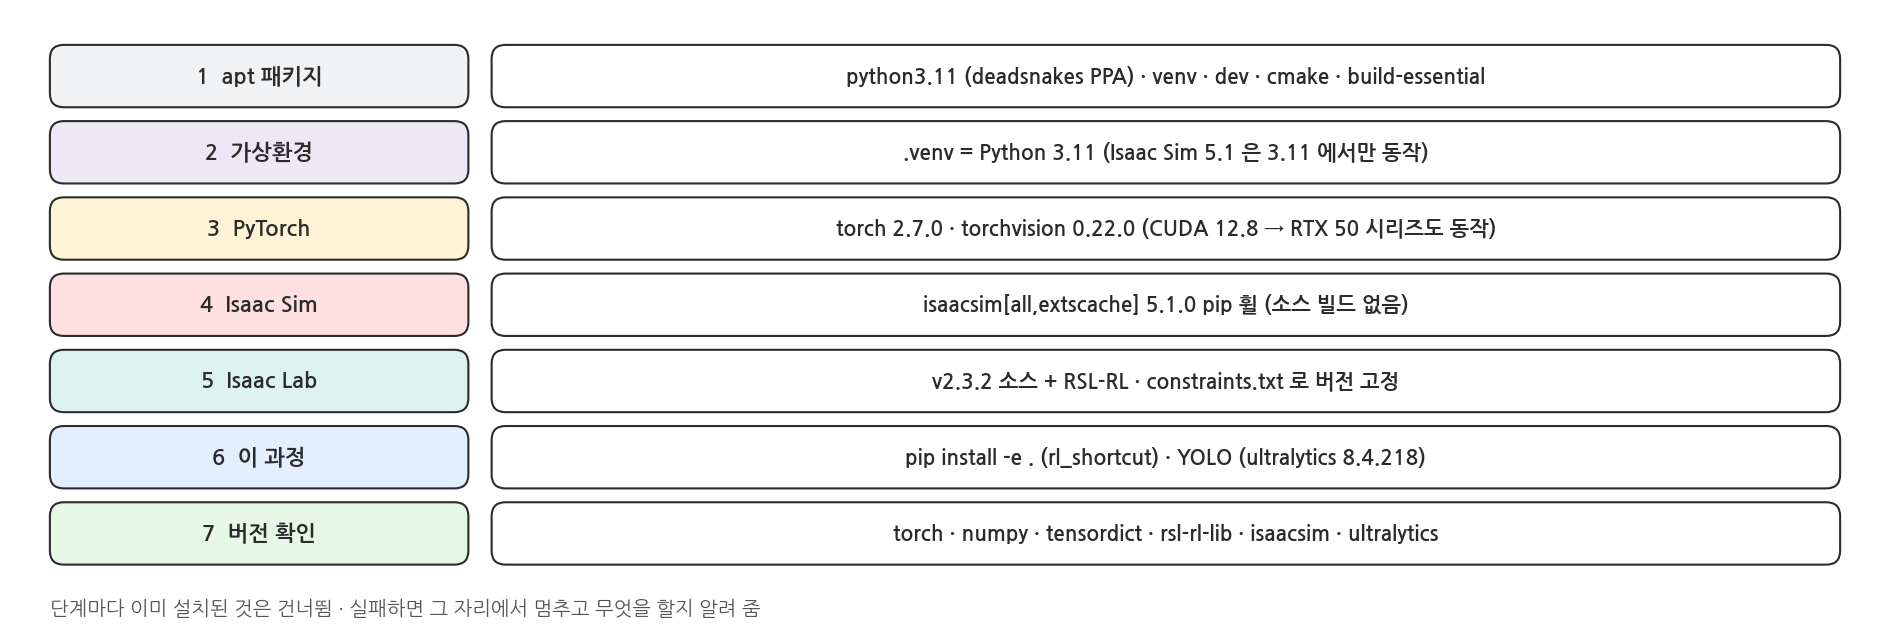 1 apt 패키지
python3.11 (deadsnakes PPA) · venv · dev · cmake · build-essential
2 가상환경
.venv = Python 3.11 (Isaac Sim 5.1 은 3.11 에서만 동작)
3 PyTorch
torch 2.7.0 · torchvision 0.22.0 (CUDA 12.8 → RTX 50 시리즈도 동작)
4 Isaac Sim
isaacsim[all,extscache] 5.1.0 pip 휠 (소스 빌드 없음)
5 Isaac Lab
v2.3.2 소스 + RSL-RL · constraints.txt 로 버전 고정
6 이 과정
pip install -e . (rl_shortcut) · YOLO (ultralytics 8.4.218)
7 버전 확인
torch · numpy · tensordict · rsl-rl-lib · isaacsim · ultralytics
단계마다 이미 설치된 것은 건너뜀 · 실패하면 그 자리에서 멈추고 무엇을 할지 알려 줌